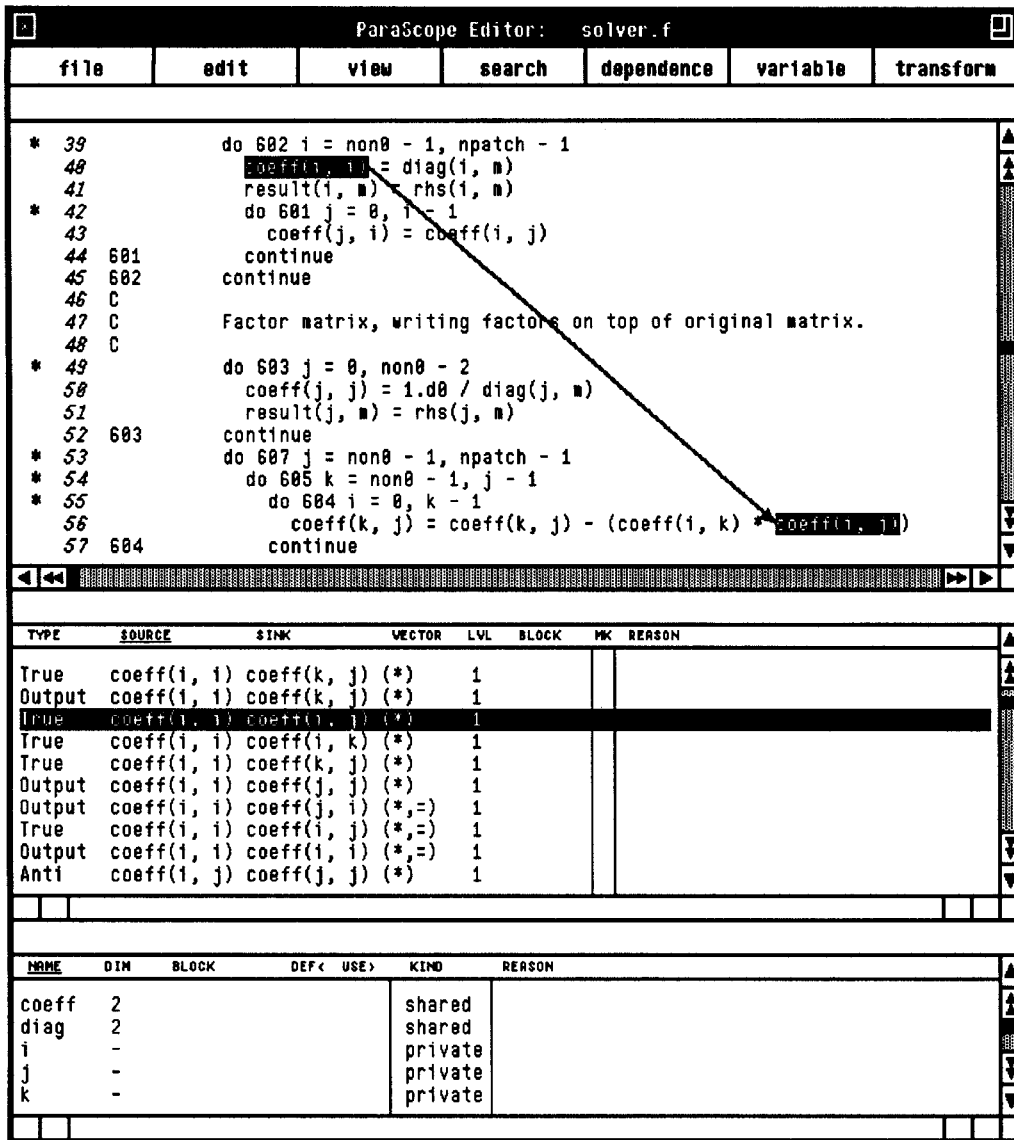 ParaScope Editor: solver.f
file edit view search dependence variable transform
* 39 do 602 i = non0 - 1, npatch - 1
40 coeff(i, i) = diag(i, m)
41 result(i, m) = rhs(i, m)
* 42 do 601 j = 0, i - 1
43 coeff(j, i) = coeff(i, j)
44 601 continue
45 602 continue
46 C
47 C Factor matrix, writing factors on top of original matrix.
48 C
* 49 do 603 j = 0, non0 - 2
50 coeff(j, j) = 1.d0 / diag(j, m)
51 result(j, m) = rhs(j, m)
52 603 continue
* 53 do 607 j = non0 - 1, npatch - 1
* 54 do 605 k = non0 - 1, j - 1
* 55 do 604 i = 0, k - 1
56 coeff(k, j) = coeff(k, j) - (coeff(i, k) * coeff(i, j))
57 604 continue
TYPE SOURCE SINK VECTOR LVL BLOCK MK REASON
True coeff(i, i) coeff(k, j) (*) 1
Output coeff(i, i) coeff(k, j) (*) 1
True coeff(i, i) coeff(i, j) (*) 1
True coeff(i, i) coeff(i, k) (*) 1
True coeff(i, i) coeff(k, j) (*) 1
Output coeff(i, i) coeff(j, j) (*) 1
Output coeff(i, i) coeff(j, i) (*,=) 1
True coeff(i, i) coeff(i, j) (*,=) 1
Output coeff(i, i) coeff(i, i) (*,=) 1
Anti coeff(i, j) coeff(j, j) (*) 1
NAME DIM BLOCK DEF< USE> KIND REASON
coeff 2 shared
diag 2 shared
i - private
j - private
k - private